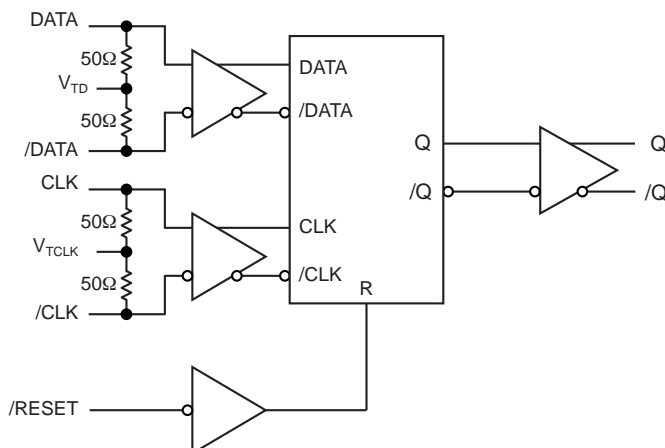 DATA
50Ω
VTD
50Ω
/DATA
DATA
/DATA
CLK
50Ω
VTCLK
50Ω
/CLK
CLK
/CLK
R
Q
/Q
Q
/Q
/RESET